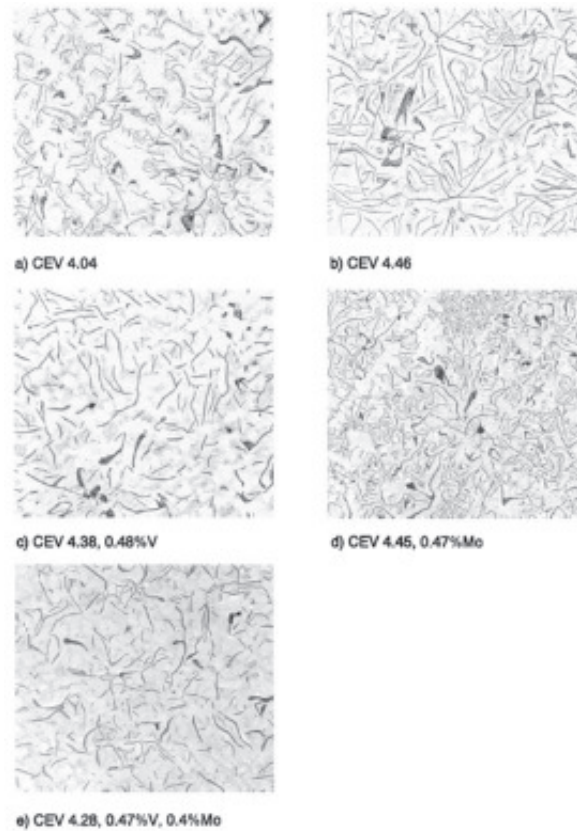 a) CEV 4.04
b) CEV 4.46
c) CEV 4.38, 0.48%V
d) CEV 4.45, 0.47%Mo
e) CEV 4.28, 0.47%V, 0.4%Mo